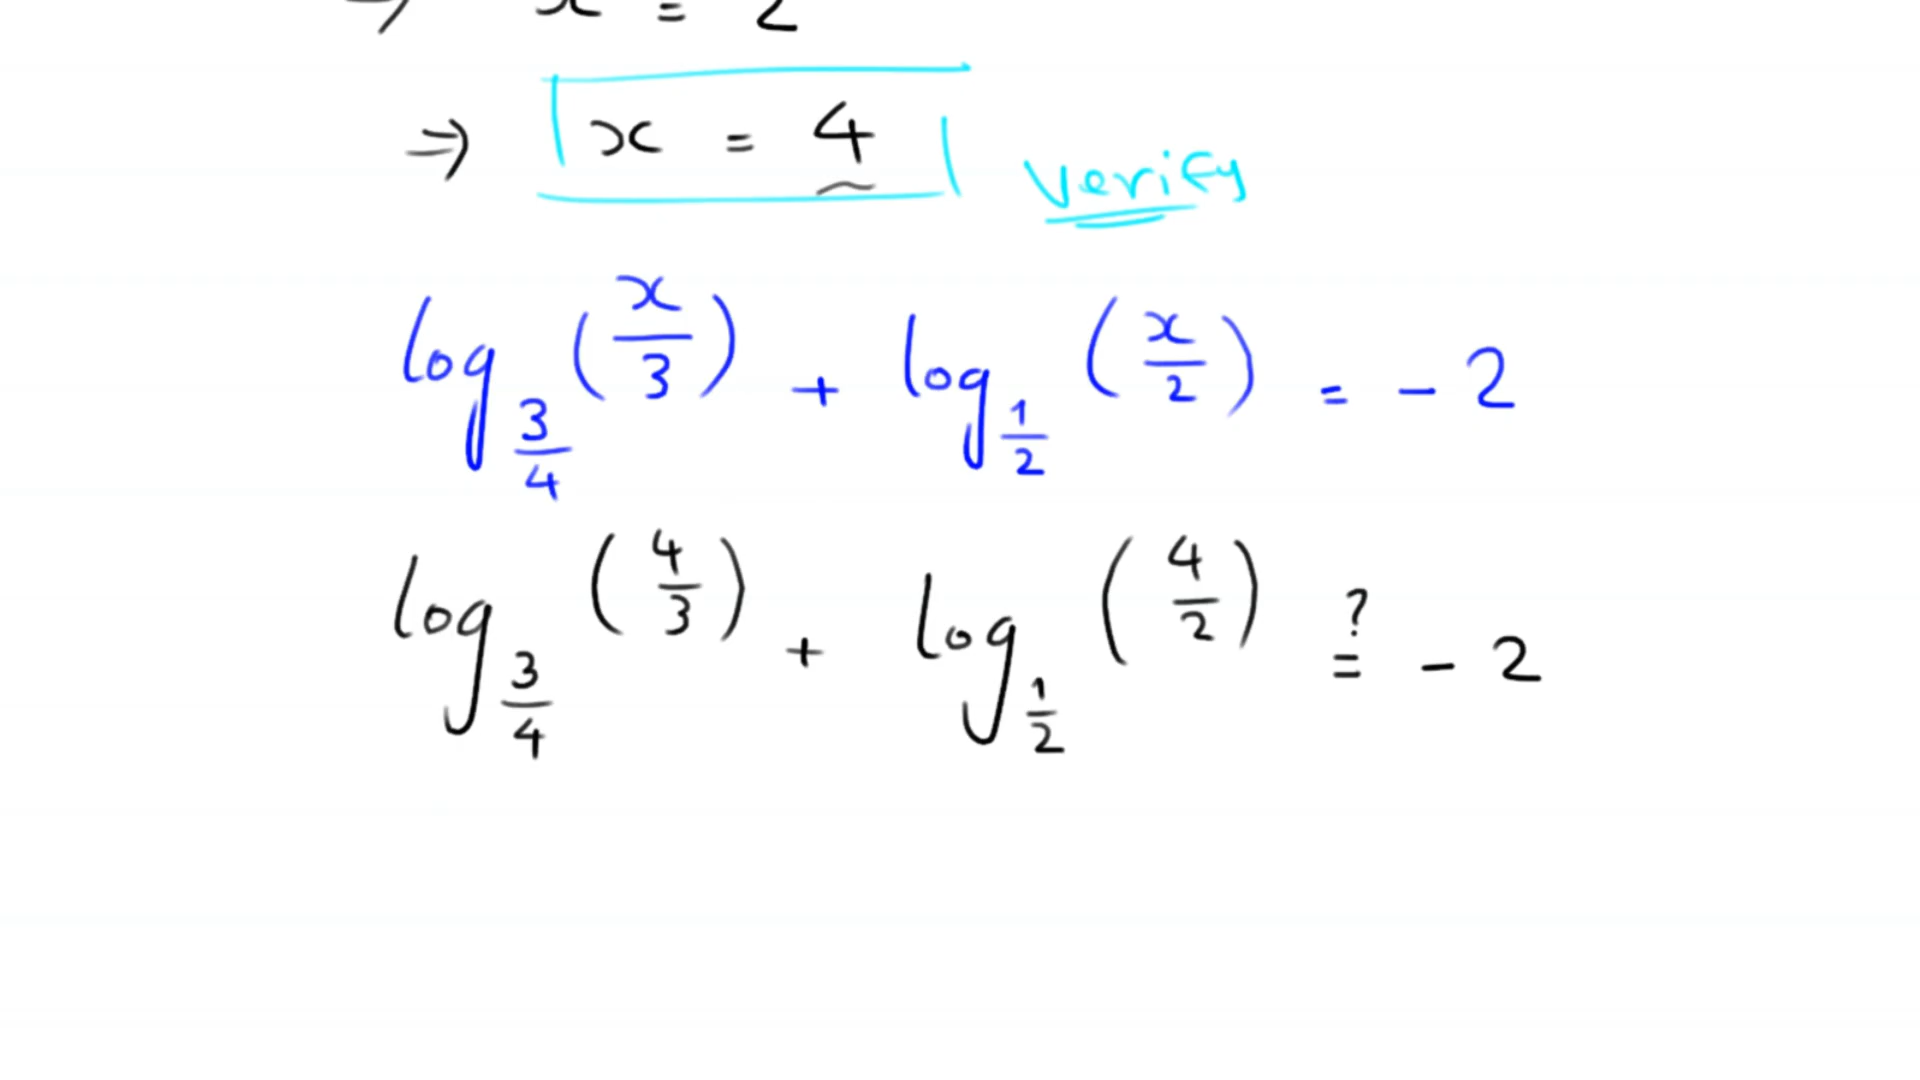 ⇒ x = 2
⇒ x = 4 verify
log_{3/4} (x/3) + log_{1/2} (x/2) = - 2
log_{3/4} (4/3) + log_{1/2} (4/2) ≟ - 2